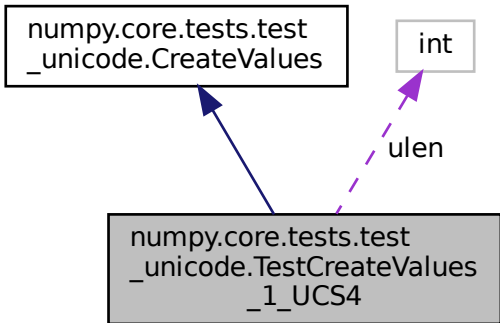 numpy.core.tests.test
_unicode.CreateValues
int
ulen
numpy.core.tests.test
_unicode.TestCreateValues
_1_UCS4